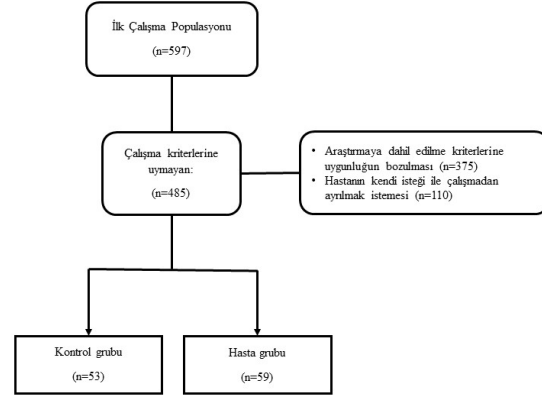 İlk Çalışma Populasyonu
(n=597)
Çalışma kriterlerine
uymayan:
(n=485)
• Araştırmaya dahil edilme kriterlerine
uygunluğun bozulması (n=375)
• Hastanın kendi isteği ile çalışmadan
ayrılmak istemesi (n=110)
Kontrol grubu
(n=53)
Hasta grubu
(n=59)